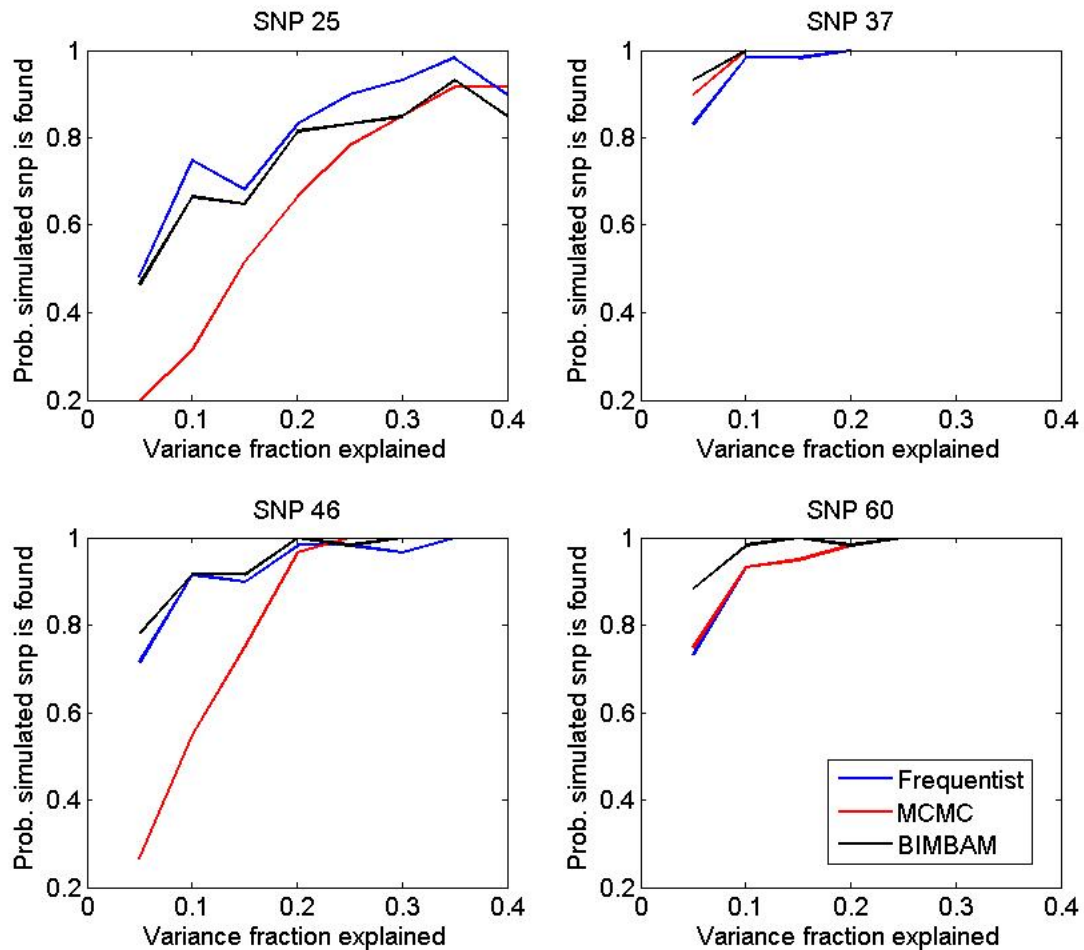 SNP 25
1
0.8
0.6
0.4
0.2
Prob. simulated snp is found
0 0.1 0.2 0.3 0.4
Variance fraction explained
SNP 37
1
0.8
0.6
0.4
0.2
Prob. simulated snp is found
0 0.1 0.2 0.3 0.4
Variance fraction explained
SNP 46
1
0.8
0.6
0.4
0.2
Prob. simulated snp is found
0 0.1 0.2 0.3 0.4
Variance fraction explained
SNP 60
1
0.8
0.6
0.4
0.2
Prob. simulated snp is found
0 0.1 0.2 0.3 0.4
Variance fraction explained
Frequentist
MCMC
BIMBAM